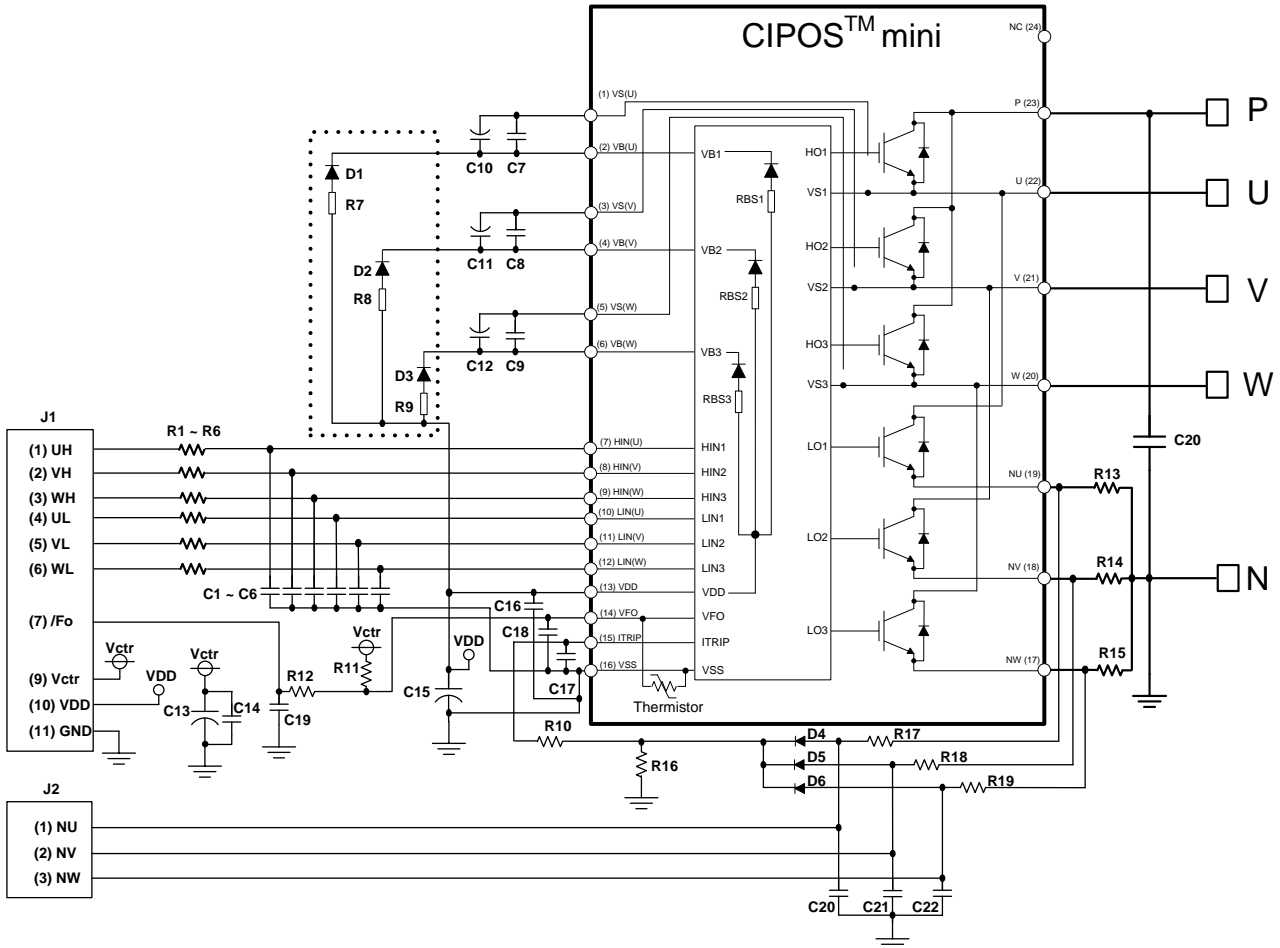 CIPOS™ mini
NC (24)
(1) VS(U)
P (23)
P
C10
C7
(2) VB(U)
VB1
HO1
D1
R7
RBS1
VS1
U (22)
U
(3) VS(V)
C11
C8
(4) VB(V)
VB2
HO2
D2
R8
RBS2
VS2
V (21)
V
(5) VS(W)
C12
C9
(6) VB(W)
VB3
HO3
D3
R9
RBS3
VS3
W (20)
W
J1
R1 ~ R6
C20
(1) UH
(7) HIN(U)
HIN1
LO1
(2) VH
(8) HIN(V)
HIN2
NU (19)
R13
(3) WH
(9) HIN(W)
HIN3
(4) UL
(10) LIN(U)
LIN1
(5) VL
(11) LIN(V)
LIN2
LO2
(6) WL
(12) LIN(W)
LIN3
NV (18)
R14
N
C1 ~ C6
(13) VDD
VDD
C16
(7) /Fo
(14) VFO
VFO
LO3
C18
(15) ITRIP
ITRIP
Vctr
Vctr
Vctr
R11
VDD
(16) VSS
VSS
NW (17)
R15
(9) Vctr
VDD
R12
C15
C17
Thermistor
(10) VDD
C13
C14
C19
(11) GND
R10
D4
R17
R16
D5
R18
D6
R19
J2
(1) NU
(2) NV
(3) NW
C20
C21
C22